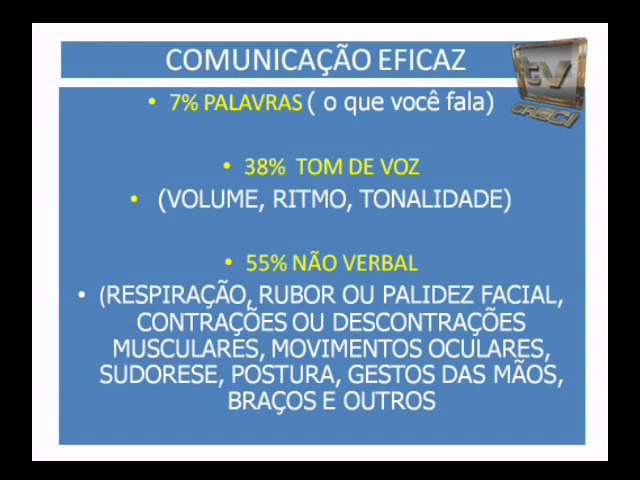 COMUNICAÇÃO EFICAZ
tv
CRECI
• 7% PALAVRAS ( o que você fala)
• 38% TOM DE VOZ
• (VOLUME, RITMO, TONALIDADE)
• 55% NÃO VERBAL
• (RESPIRAÇÃO, RUBOR OU PALIDEZ FACIAL,
CONTRAÇÕES OU DESCONTRAÇÕES
MUSCULARES, MOVIMENTOS OCULARES,
SUDORESE, POSTURA, GESTOS DAS MÃOS,
BRAÇOS E OUTROS